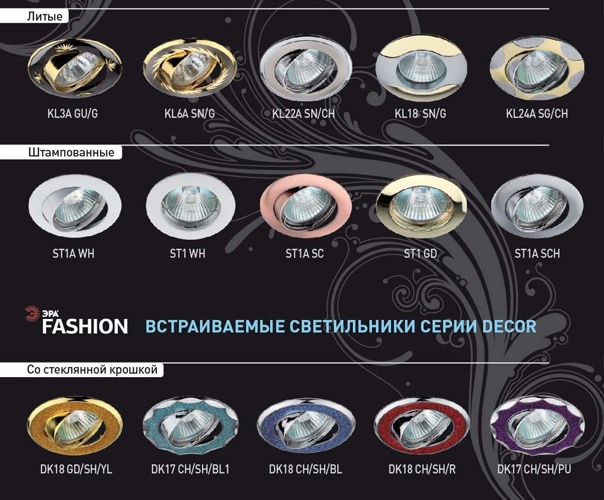 Литые
KL3A GU/G
KL6A SN/G
KL22A SN/CH
KL18 SN/G
KL24A SG/CH
Штампованные
ST1A WH
ST1 WH
ST1A SC
ST1 GD
ST1A SCH
ЭРА
FASHION
ВСТРАИВАЕМЫЕ СВЕТИЛЬНИКИ СЕРИИ DECOR
Со стеклянной крошкой
DK18 GD/SH/YL
DK17 CH/SH/BL1
DK18 CH/SH/BL
DK18 CH/SH/R
DK17 CH/SH/PU